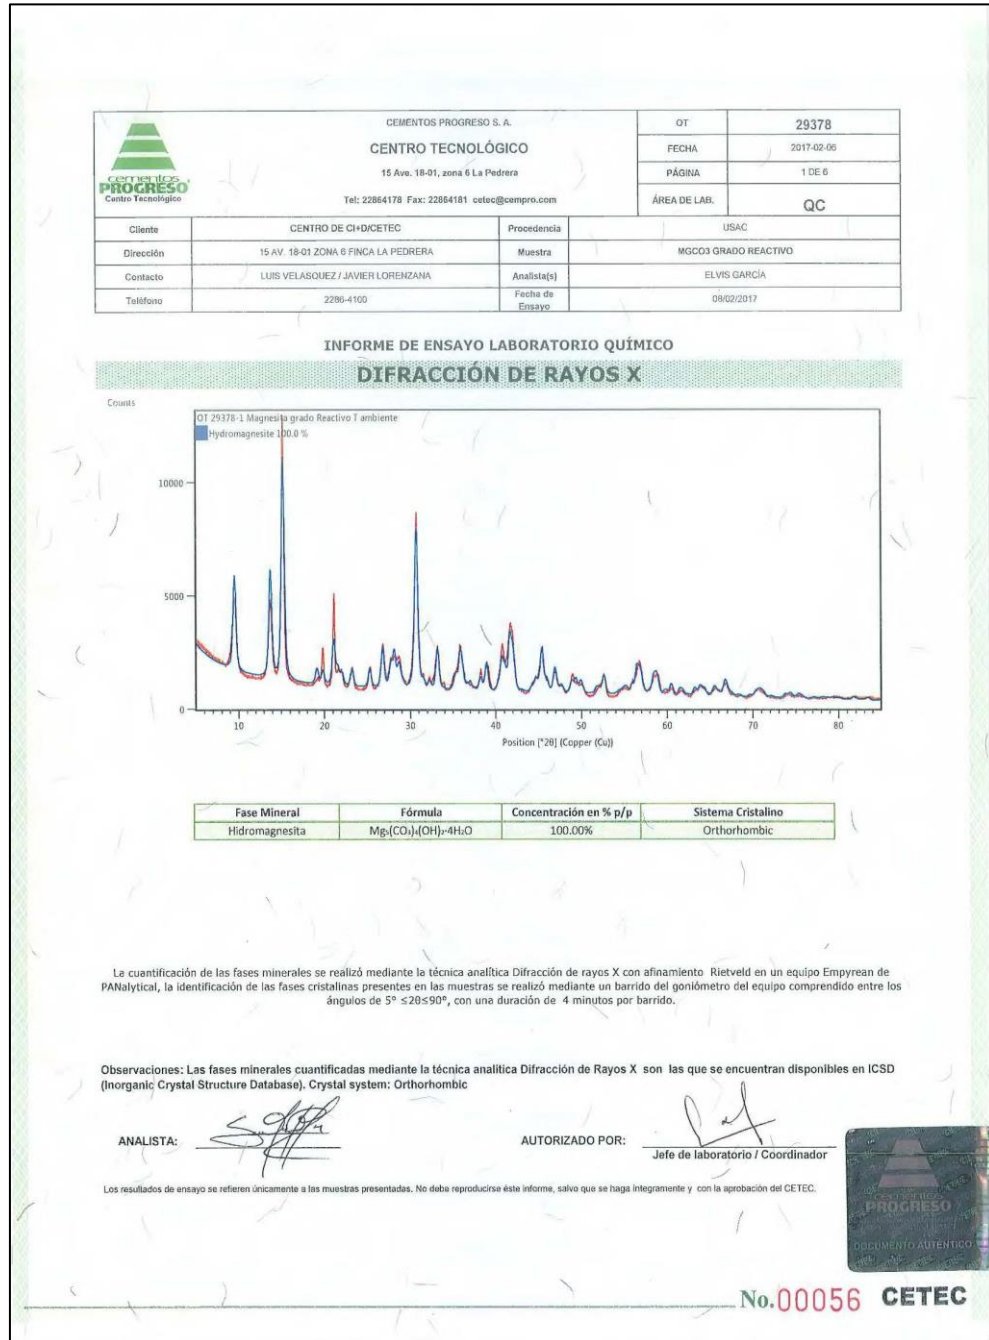 cementos
PROGRESO
Centro Tecnológico
CEMENTOS PROGRESO S. A.
CENTRO TECNOLÓGICO
15 Ave. 18-01, zona 6 La Pedrera
Tel: 22864178 Fax: 22864181 cetec@cempro.com
OT 29378
FECHA 2017-02-06
PÁGINA 1 DE 6
ÁREA DE LAB. QC
Cliente CENTRO DE CI+D/CETEC Procedencia USAC
Dirección 15 AV. 18-01 ZONA 6 FINCA LA PEDRERA Muestra MGCO3 GRADO REACTIVO
Contacto LUIS VELASQUEZ / JAVIER LORENZANA Analista(s) ELVIS GARCÍA
Teléfono 2286-4100 Fecha de Ensayo 08/02/2017
INFORME DE ENSAYO LABORATORIO QUÍMICO
DIFRACCIÓN DE RAYOS X
Counts
OT 29378-1 Magnesita grado Reactivo T ambiente
Hydromagnesite 100.0 %
10000
5000
0
10 20 30 40 50 60 70 80
Position [°2θ] (Copper (Cu))
Fase Mineral Fórmula Concentración en % p/p Sistema Cristalino
Hidromagnesita Mg₅(CO₃)₄(OH)₂·4H₂O 100.00% Orthorhombic
La cuantificación de las fases minerales se realizó mediante la técnica analítica Difracción de rayos X con afinamiento Rietveld en un equipo Empyrean de
PANalytical, la identificación de las fases cristalinas presentes en las muestras se realizó mediante un barrido del goniómetro del equipo comprendido entre los
ángulos de 5° ≤2θ≤90°, con una duración de 4 minutos por barrido.
Observaciones: Las fases minerales cuantificadas mediante la técnica analitica Difracción de Rayos X son las que se encuentran disponibles en ICSD
(Inorganic Crystal Structure Database). Crystal system: Orthorhombic
ANALISTA:
AUTORIZADO POR:
Jefe de laboratorio / Coordinador
Los resultados de ensayo se refieren únicamente a las muestras presentadas. No debe reproducirse éste informe, salvo que se haga integramente y con la aprobación del CETEC.
cementos
PROGRESO
DOCUMENTO AUTÉNTICO
No.00056 CETEC